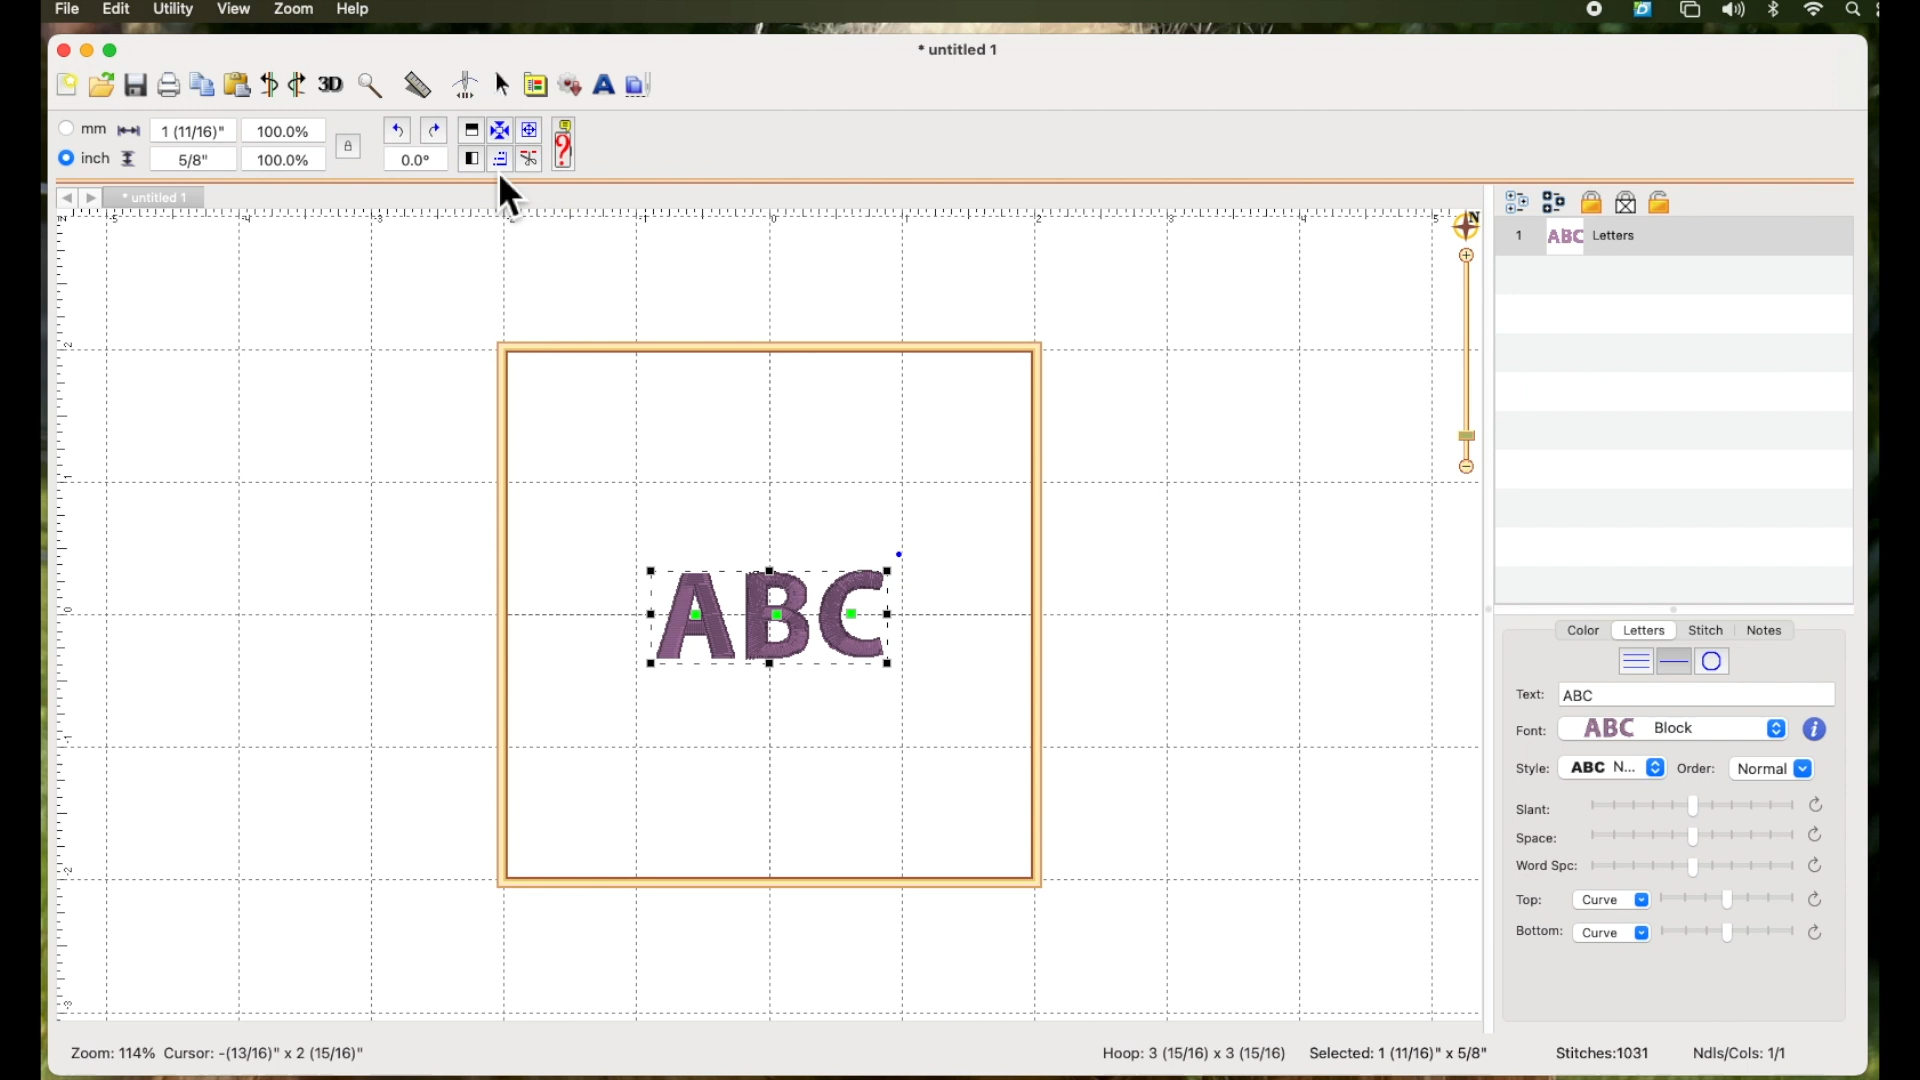 File Edit Utility View Zoom Help
* untitled 1
3D A
mm 1 (11/16)" 100.0%
inch 5/8" 100.0% 0.0° ?
* untitled 1
N
1 ABC Letters
ABC
Color Letters Stitch Notes
Text: ABC
Font: ABC Block i
Style: ABC N... Order: Normal
Slant:
Space:
Word Spc:
Top: Curve
Bottom: Curve
Zoom: 114% Cursor: -(13/16)" x 2 (15/16)" Hoop: 3 (15/16) x 3 (15/16) Selected: 1 (11/16)" x 5/8" Stitches:1031 Ndls/Cols: 1/1